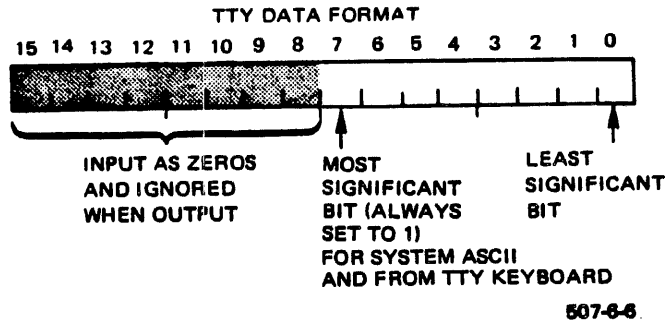 TTY DATA FORMAT
15 14 13 12 11 10 9 8 7 6 5 4 3 2 1 0
INPUT AS ZEROS
AND IGNORED
WHEN OUTPUT
MOST
SIGNIFICANT
BIT (ALWAYS
SET TO 1)
FOR SYSTEM ASCII
AND FROM TTY KEYBOARD
LEAST
SIGNIFICANT
BIT
507-6-6